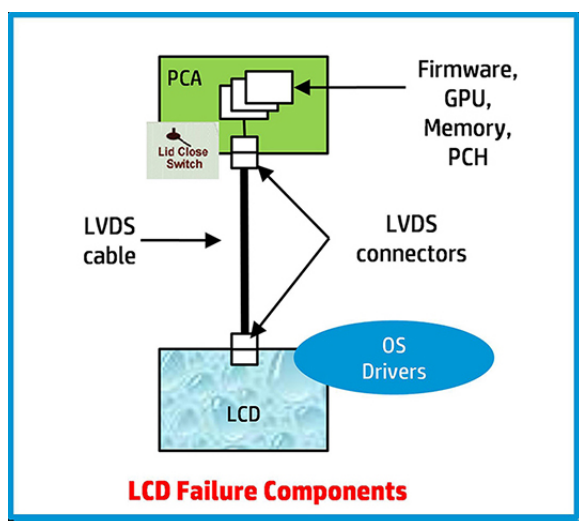 PCA
Firmware,
GPU,
Memory,
PCH
Lid Close
Switch
LVDS
cable
LVDS
connectors
OS
Drivers
LCD
LCD Failure Components